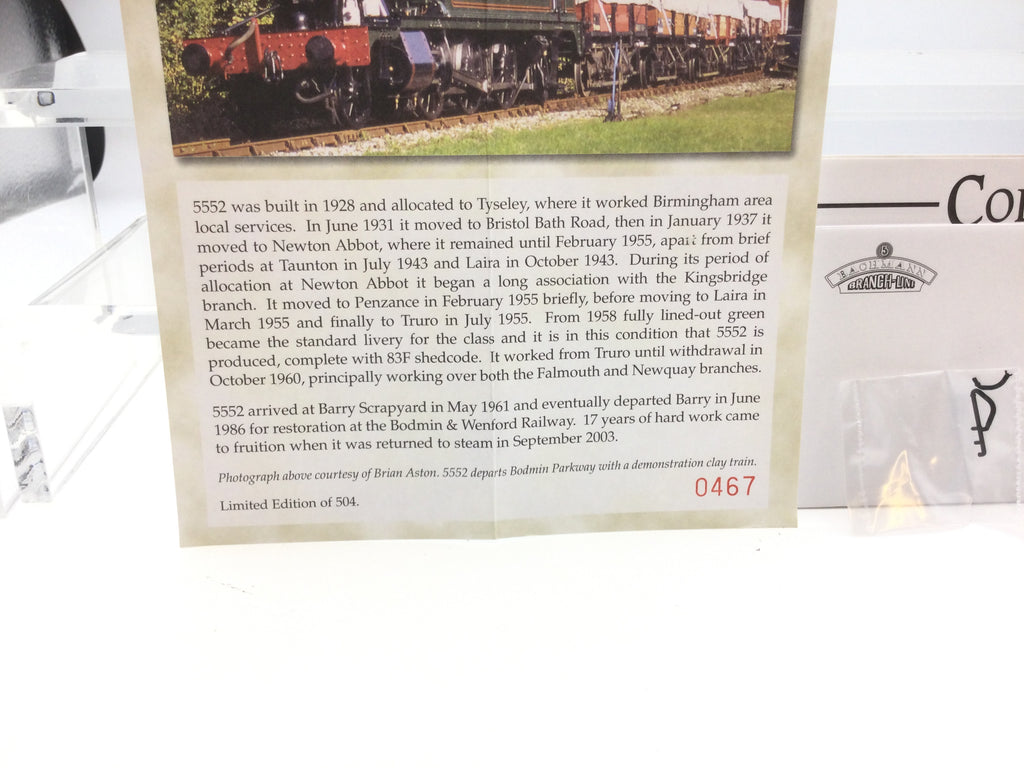 5552 was built in 1928 and allocated to Tyseley, where it worked Birmingham area
local services. In June 1931 it moved to Bristol Bath Road, then in January 1937 it
moved to Newton Abbot, where it remained until February 1955, apart from brief
periods at Taunton in July 1943 and Laira in October 1943. During its period of
allocation at Newton Abbot it began a long association with the Kingsbridge
branch. It moved to Penzance in February 1955 briefly, before moving to Laira in
March 1955 and finally to Truro in July 1955. From 1958 fully lined-out green
became the standard livery for the class and it is in this condition that 5552 is
produced, complete with 83F shedcode. It worked from Truro until withdrawal in
October 1960, principally working over both the Falmouth and Newquay branches.
5552 arrived at Barry Scrapyard in May 1961 and eventually departed Barry in June
1986 for restoration at the Bodmin & Wenford Railway. 17 years of hard work came
to fruition when it was returned to steam in September 2003.
Photograph above courtesy of Brian Aston. 5552 departs Bodmin Parkway with a demonstration clay train.
0467
Limited Edition of 504.
BACHMANN
BRANCH-LINE